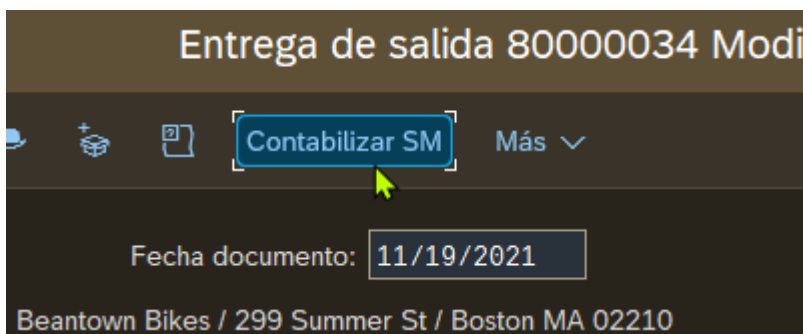 Entrega de salida 80000034 Modi
Contabilizar SM Más
Fecha documento: 11/19/2021
Beantown Bikes / 299 Summer St / Boston MA 02210